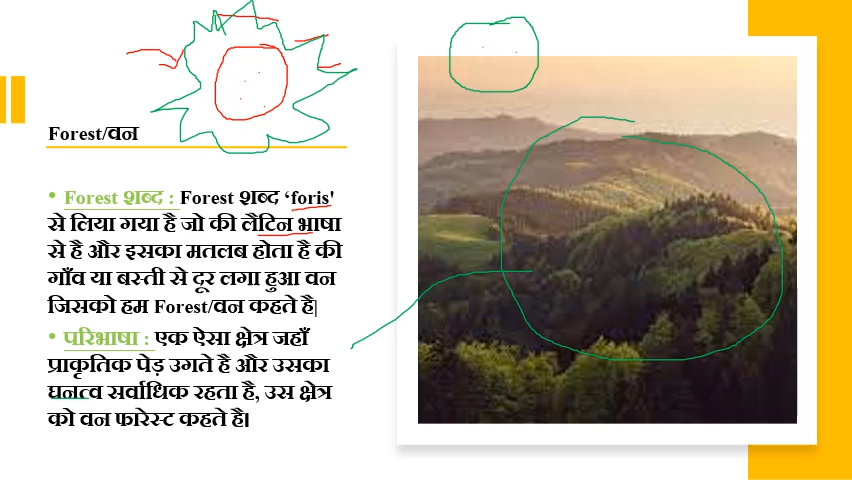 Forest/वन
• Forest शब्द : Forest शब्द ‘foris'
से लिया गया है जो की लैटिन भाषा
से है और इसका मतलब होता है की
गाँव या बस्ती से दूर लगा हुआ वन
जिसको हम Forest/वन कहते है|
• परिभाषा : एक ऐसा क्षेत्र जहाँ
प्राकृतिक पेड़ उगते है और उसका
घनत्व सर्वाधिक रहता है, उस क्षेत्र
को वन फारेस्ट कहते है।